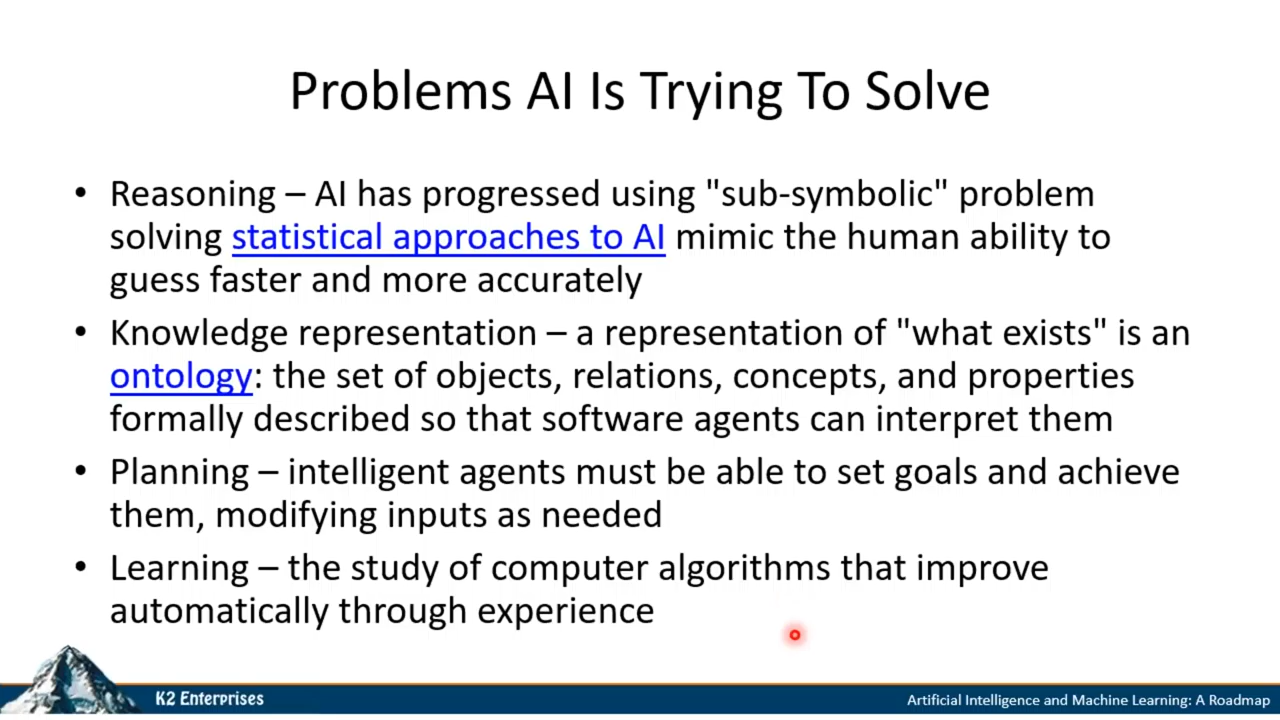 Problems AI Is Trying To Solve
• Reasoning – AI has progressed using "sub-symbolic" problem
solving statistical approaches to AI mimic the human ability to
guess faster and more accurately
• Knowledge representation – a representation of "what exists" is an
ontology: the set of objects, relations, concepts, and properties
formally described so that software agents can interpret them
• Planning – intelligent agents must be able to set goals and achieve
them, modifying inputs as needed
• Learning – the study of computer algorithms that improve
automatically through experience
K2 Enterprises
Artificial Intelligence and Machine Learning: A Roadmap